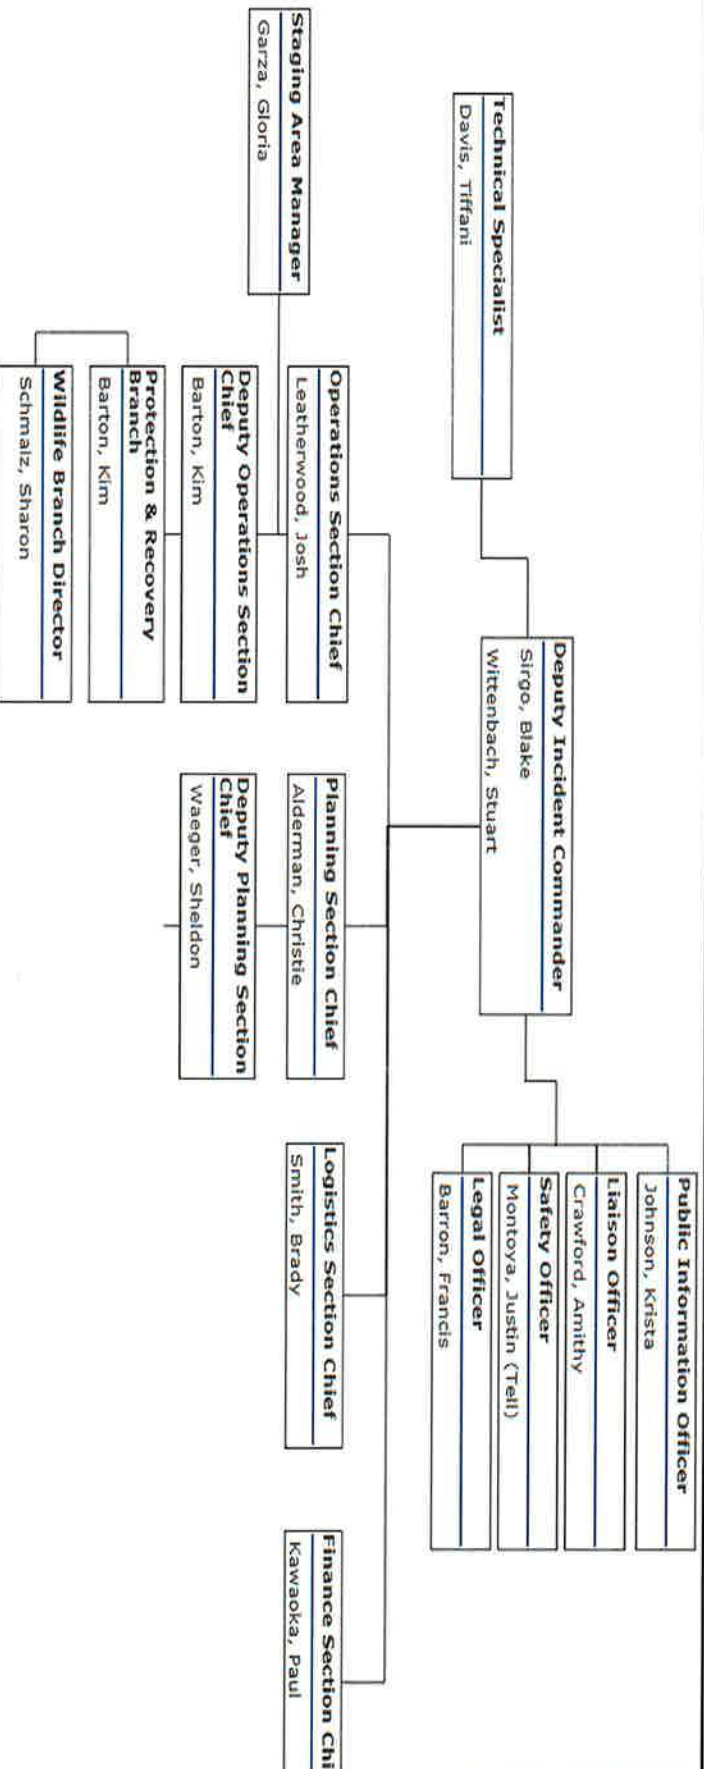 Public Information Officer
Johnson, Krista
Liaison Officer
Crawford, Amithy
Safety Officer
Montoya, Justin (Tell)
Legal Officer
Barron, Francis
Deputy Incident Commander
Sirgo, Blake
Wittenbach, Stuart
Technical Specialist
Davis, Tiffani
Operations Section Chief
Leatherwood, Josh
Planning Section Chief
Alderman, Christie
Logistics Section Chief
Smith, Brady
Finance Section Chi
Kawaoka, Paul
Staging Area Manager
Garza, Gloria
Deputy Operations Section
Chief
Barton, Kim
Deputy Planning Section
Chief
Waeger, Sheldon
Protection & Recovery
Branch
Barton, Kim
Wildlife Branch Director
Schmalz, Sharon